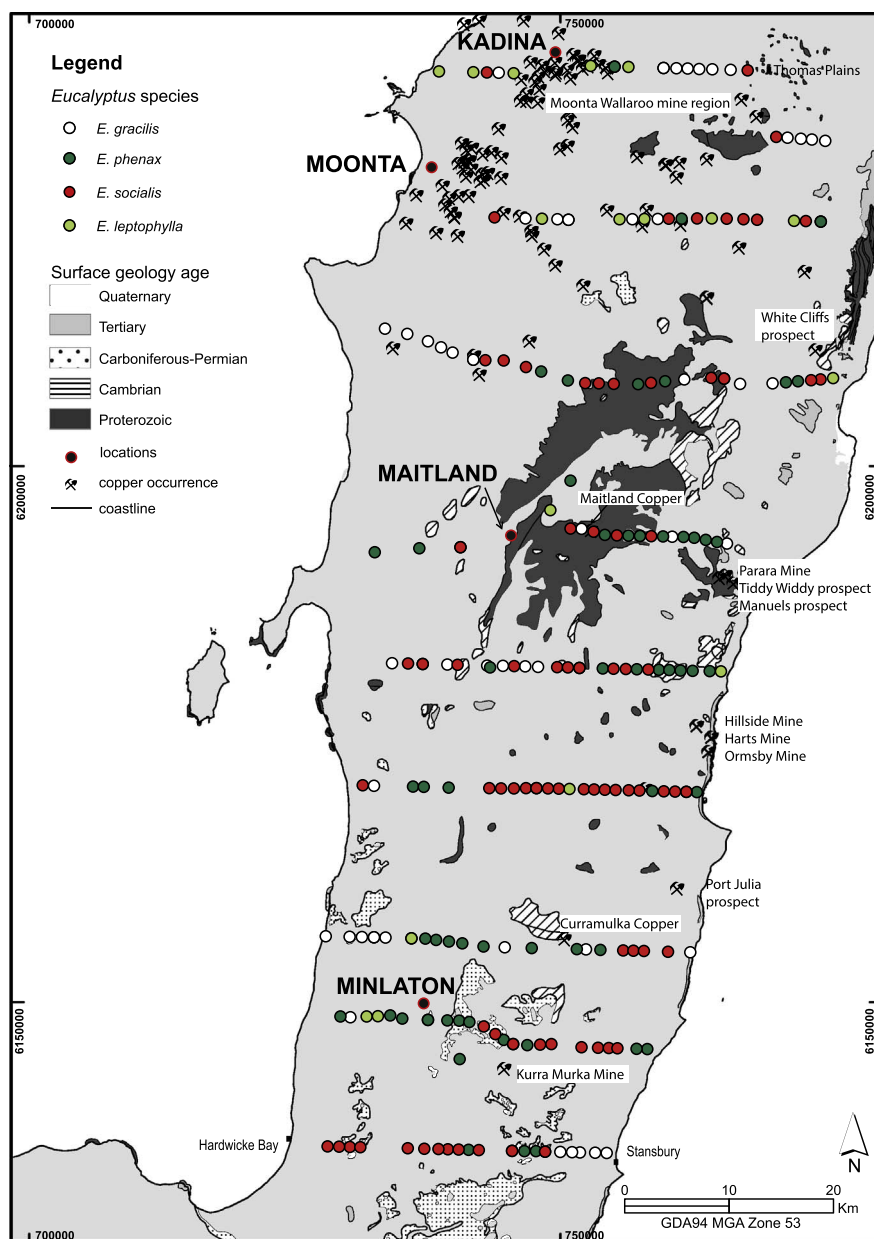 700000
750000
KADINA
Legend
Eucalyptus species
E. gracilis
E. phenax
E. socialis
E. leptophylla
Thomas Plains
Moonta Wallaroo mine region
MOONTA
Surface geology age
Quaternary
Tertiary
Carboniferous-Permian
Cambrian
Proterozoic
locations
copper occurrence
coastline
White Cliffs
prospect
MAITLAND
6200000
6200000
Maitland Copper
Parara Mine
Tiddy Widdy prospect
Manuels prospect
Hillside Mine
Harts Mine
Ormsby Mine
Port Julia
prospect
Curramulka Copper
MINLATON
6150000
6150000
Kurra Murka Mine
Hardwicke Bay
Stansbury
N
0 10 20
Km
GDA94 MGA Zone 53
700000
750000